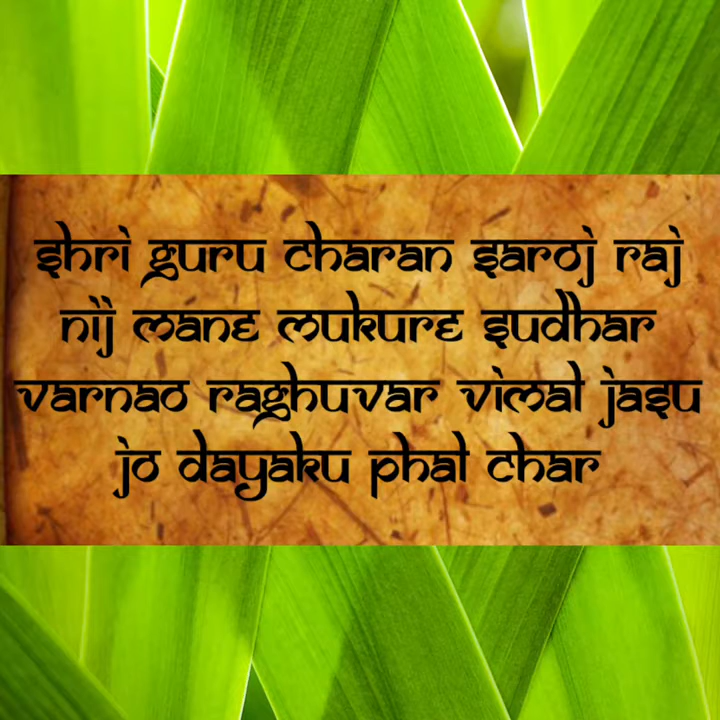 shri guru charan saroj raj
nij mane mukure sudhar
varnao raghuvar vimal jasu
jo dayaku phal char